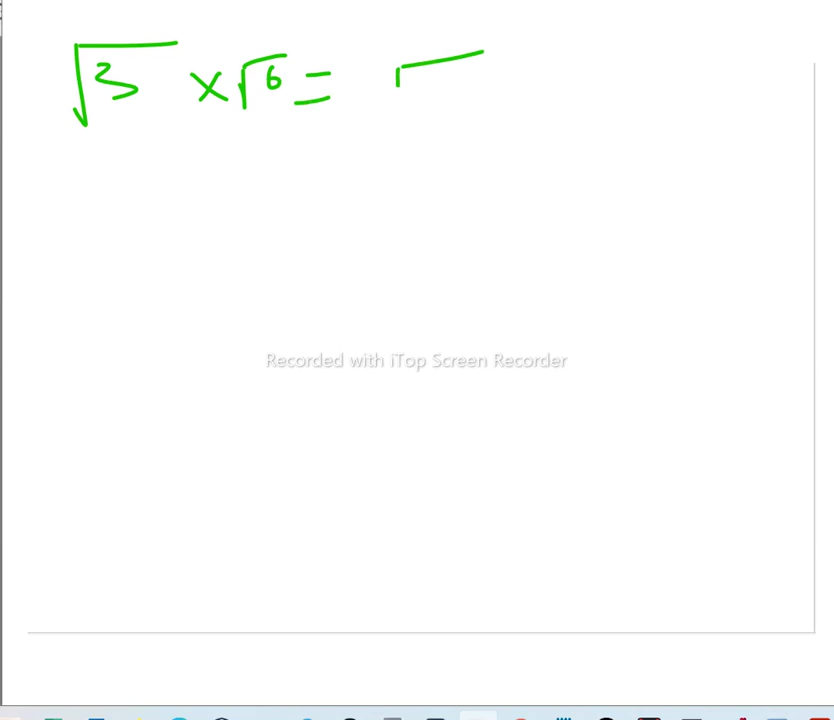 √3 ×√6 = √
Recorded with iTop Screen Recorder